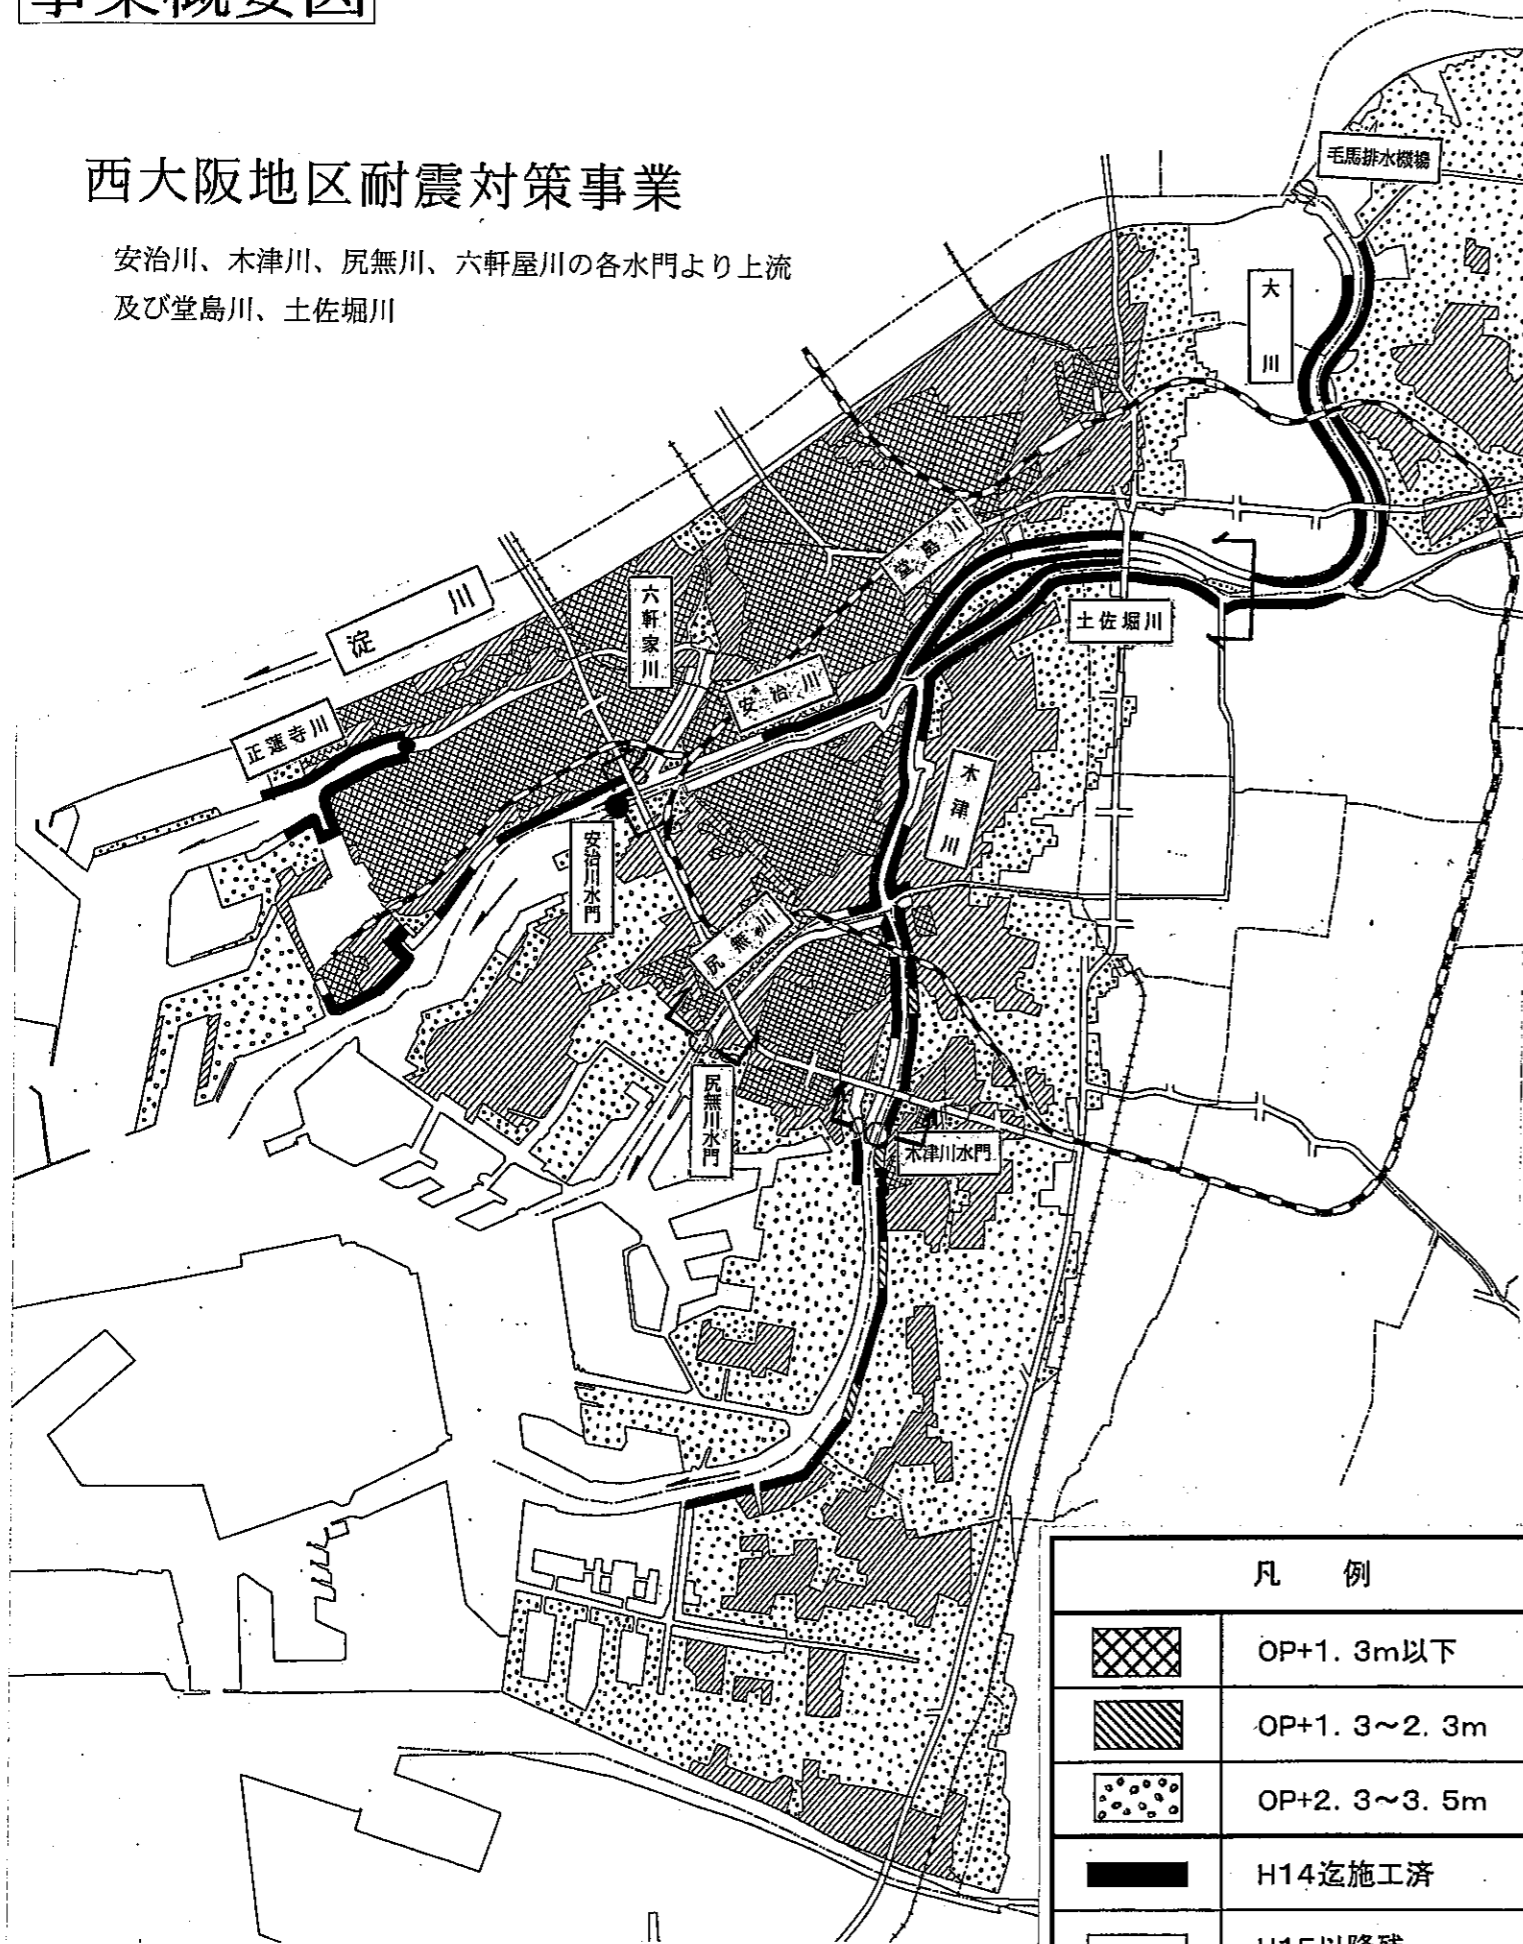 事業概要図
西大阪地区耐震対策事業
安治川、木津川、尻無川、六軒屋川の各水門より上流
及び堂島川、土佐堀川
毛馬排水機場
大川
堂島川
淀川
六軒家川
土佐堀川
安治川
正蓮寺川
木津川
安治川水門
尻無川
尻無川水門
木津川水門
凡 例
OP+1.3m以下
OP+1.3〜2.3m
OP+2.3〜3.5m
H14迄施工済
H15以降残